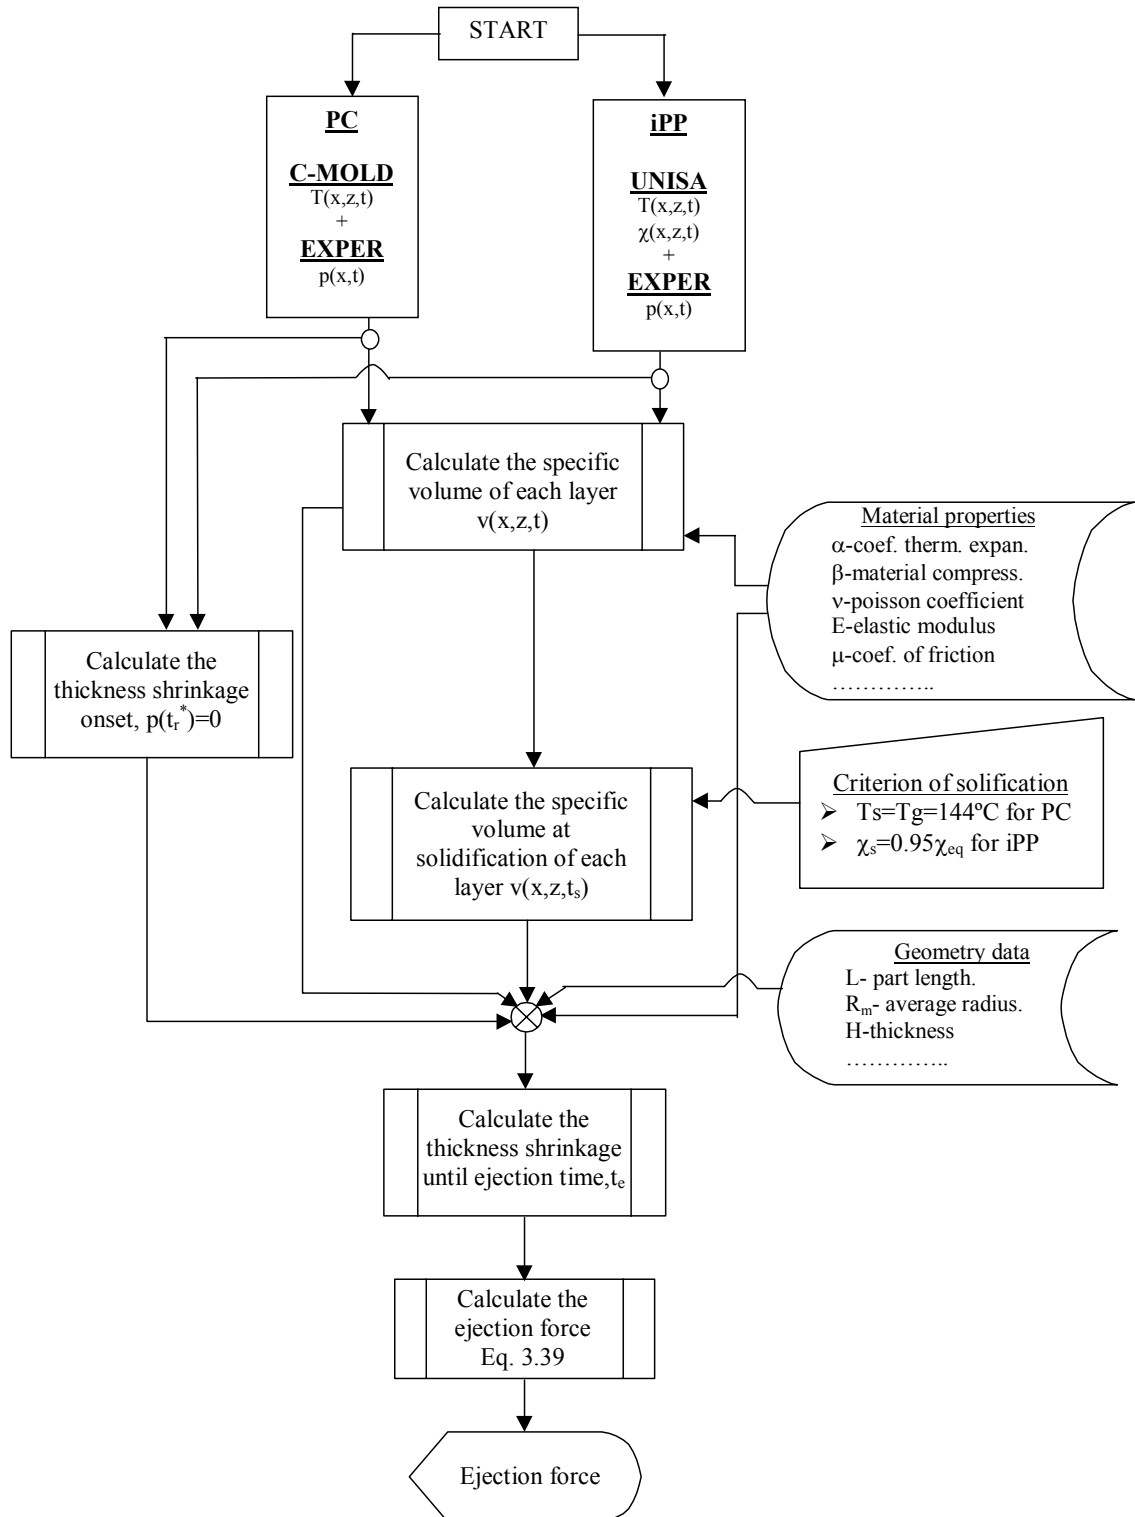 START
PC
C-MOLD
T(x,z,t)
+
EXPER
p(x,t)
iPP
UNISA
T(x,z,t)
χ(x,z,t)
+
EXPER
p(x,t)
Calculate the specific
volume of each layer
v(x,z,t)
Material properties
α-coef. therm. expan.
β-material compress.
ν-poisson coefficient
E-elastic modulus
μ-coef. of friction
…………..
Calculate the
thickness shrinkage
onset, p(tᵣ*)=0
Calculate the specific
volume at
solidification of each
layer v(x,z,tₛ)
Criterion of solification
➢ Ts=Tg=144ºC for PC
➢ χₛ=0.95χeq for iPP
Geometry data
L- part length.
Rₘ- average radius.
H-thickness
…………..
Calculate the
thickness shrinkage
until ejection time,tₑ
Calculate the
ejection force
Eq. 3.39
Ejection force